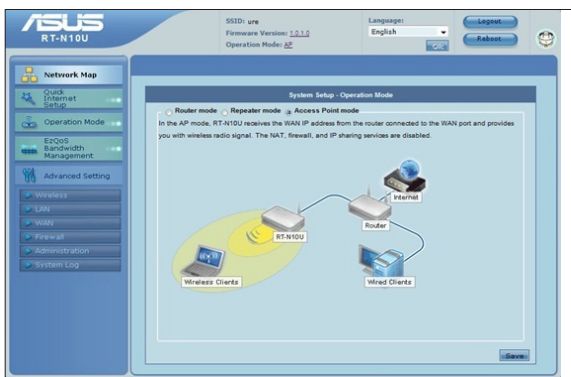 ASUS
RT-N10U
SSID: ure
Firmware Version: 1.0.1.0
Operation Mode: AP
Language:
English
Logout
Reboot
Network Map
Quick
Internet
Setup
Operation Mode
EzQoS
Bandwidth
Management
Advanced Setting
Wireless
LAN
WAN
Firewall
Administration
System Log
System Setup - Operation Mode
Router mode Repeater mode Access Point mode
In the AP mode, RT-N10U receives the WAN IP address from the router connected to the WAN port and provides
you with wireless radio signal. The NAT, firewall, and IP sharing services are disabled.
Internet
Router
RT-N10U
Wireless Clients
Wired Clients
Save